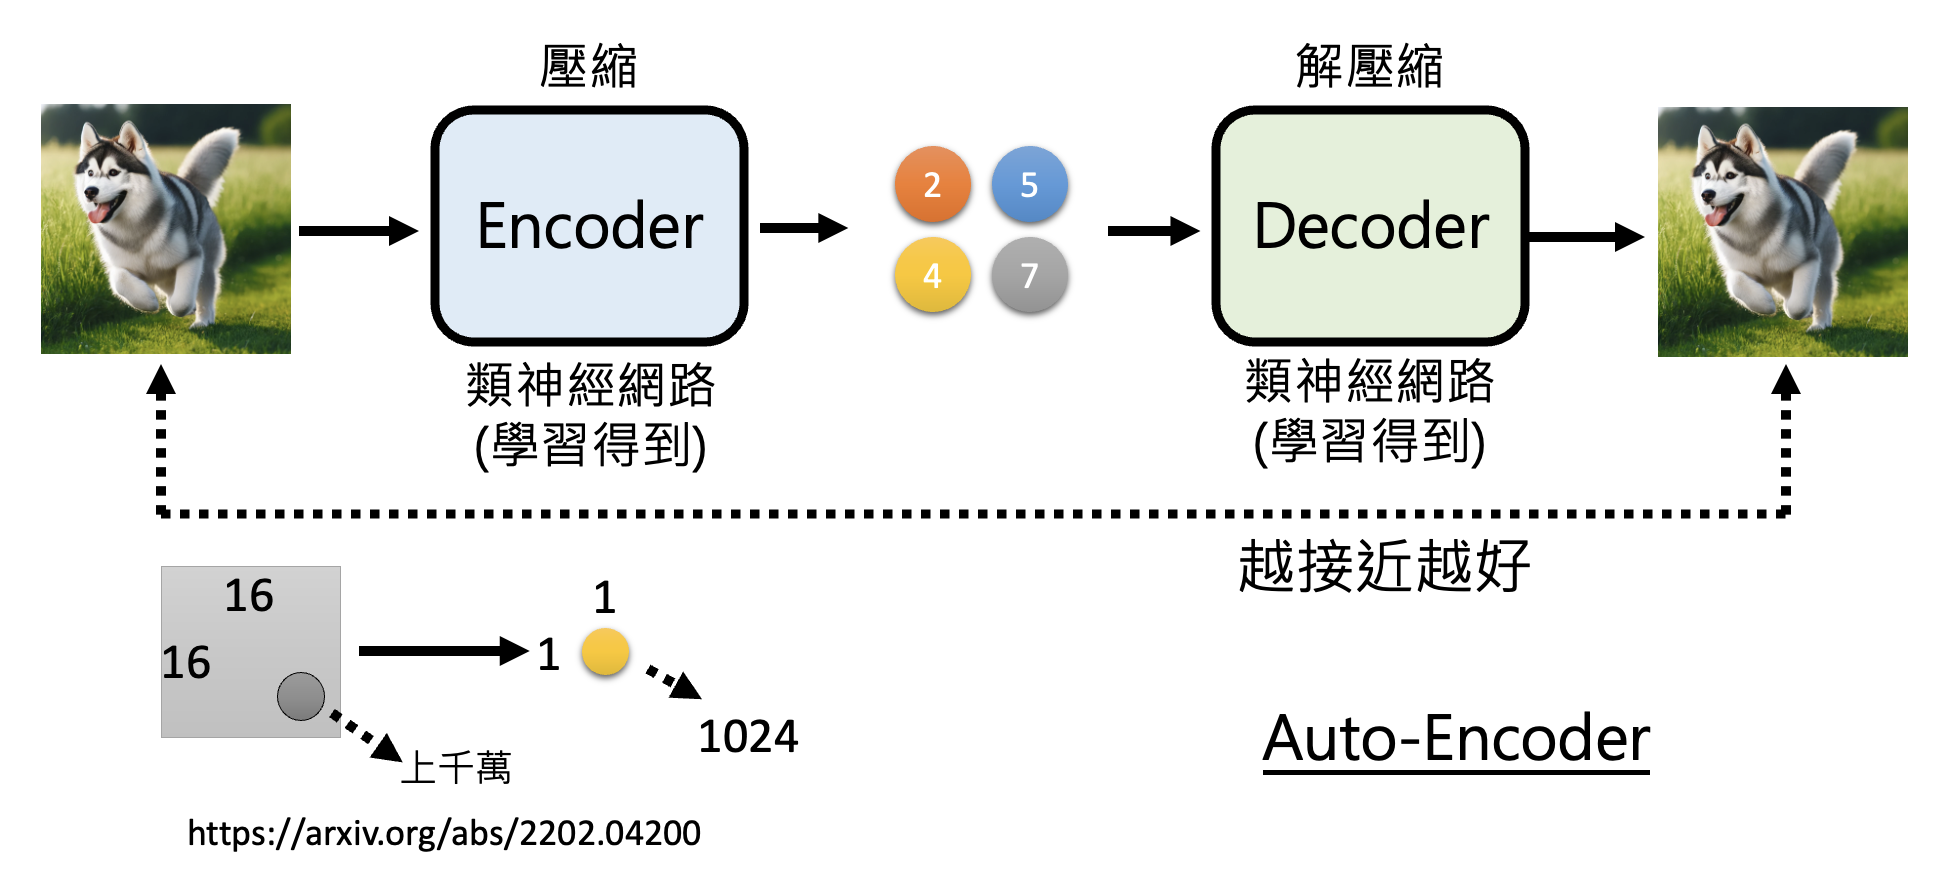 壓縮
解壓縮
Encoder
2
5
4
7
Decoder
類神經網路
(學習得到)
類神經網路
(學習得到)
越接近越好
16
16
1
1
1024
上千萬
Auto-Encoder
https://arxiv.org/abs/2202.04200